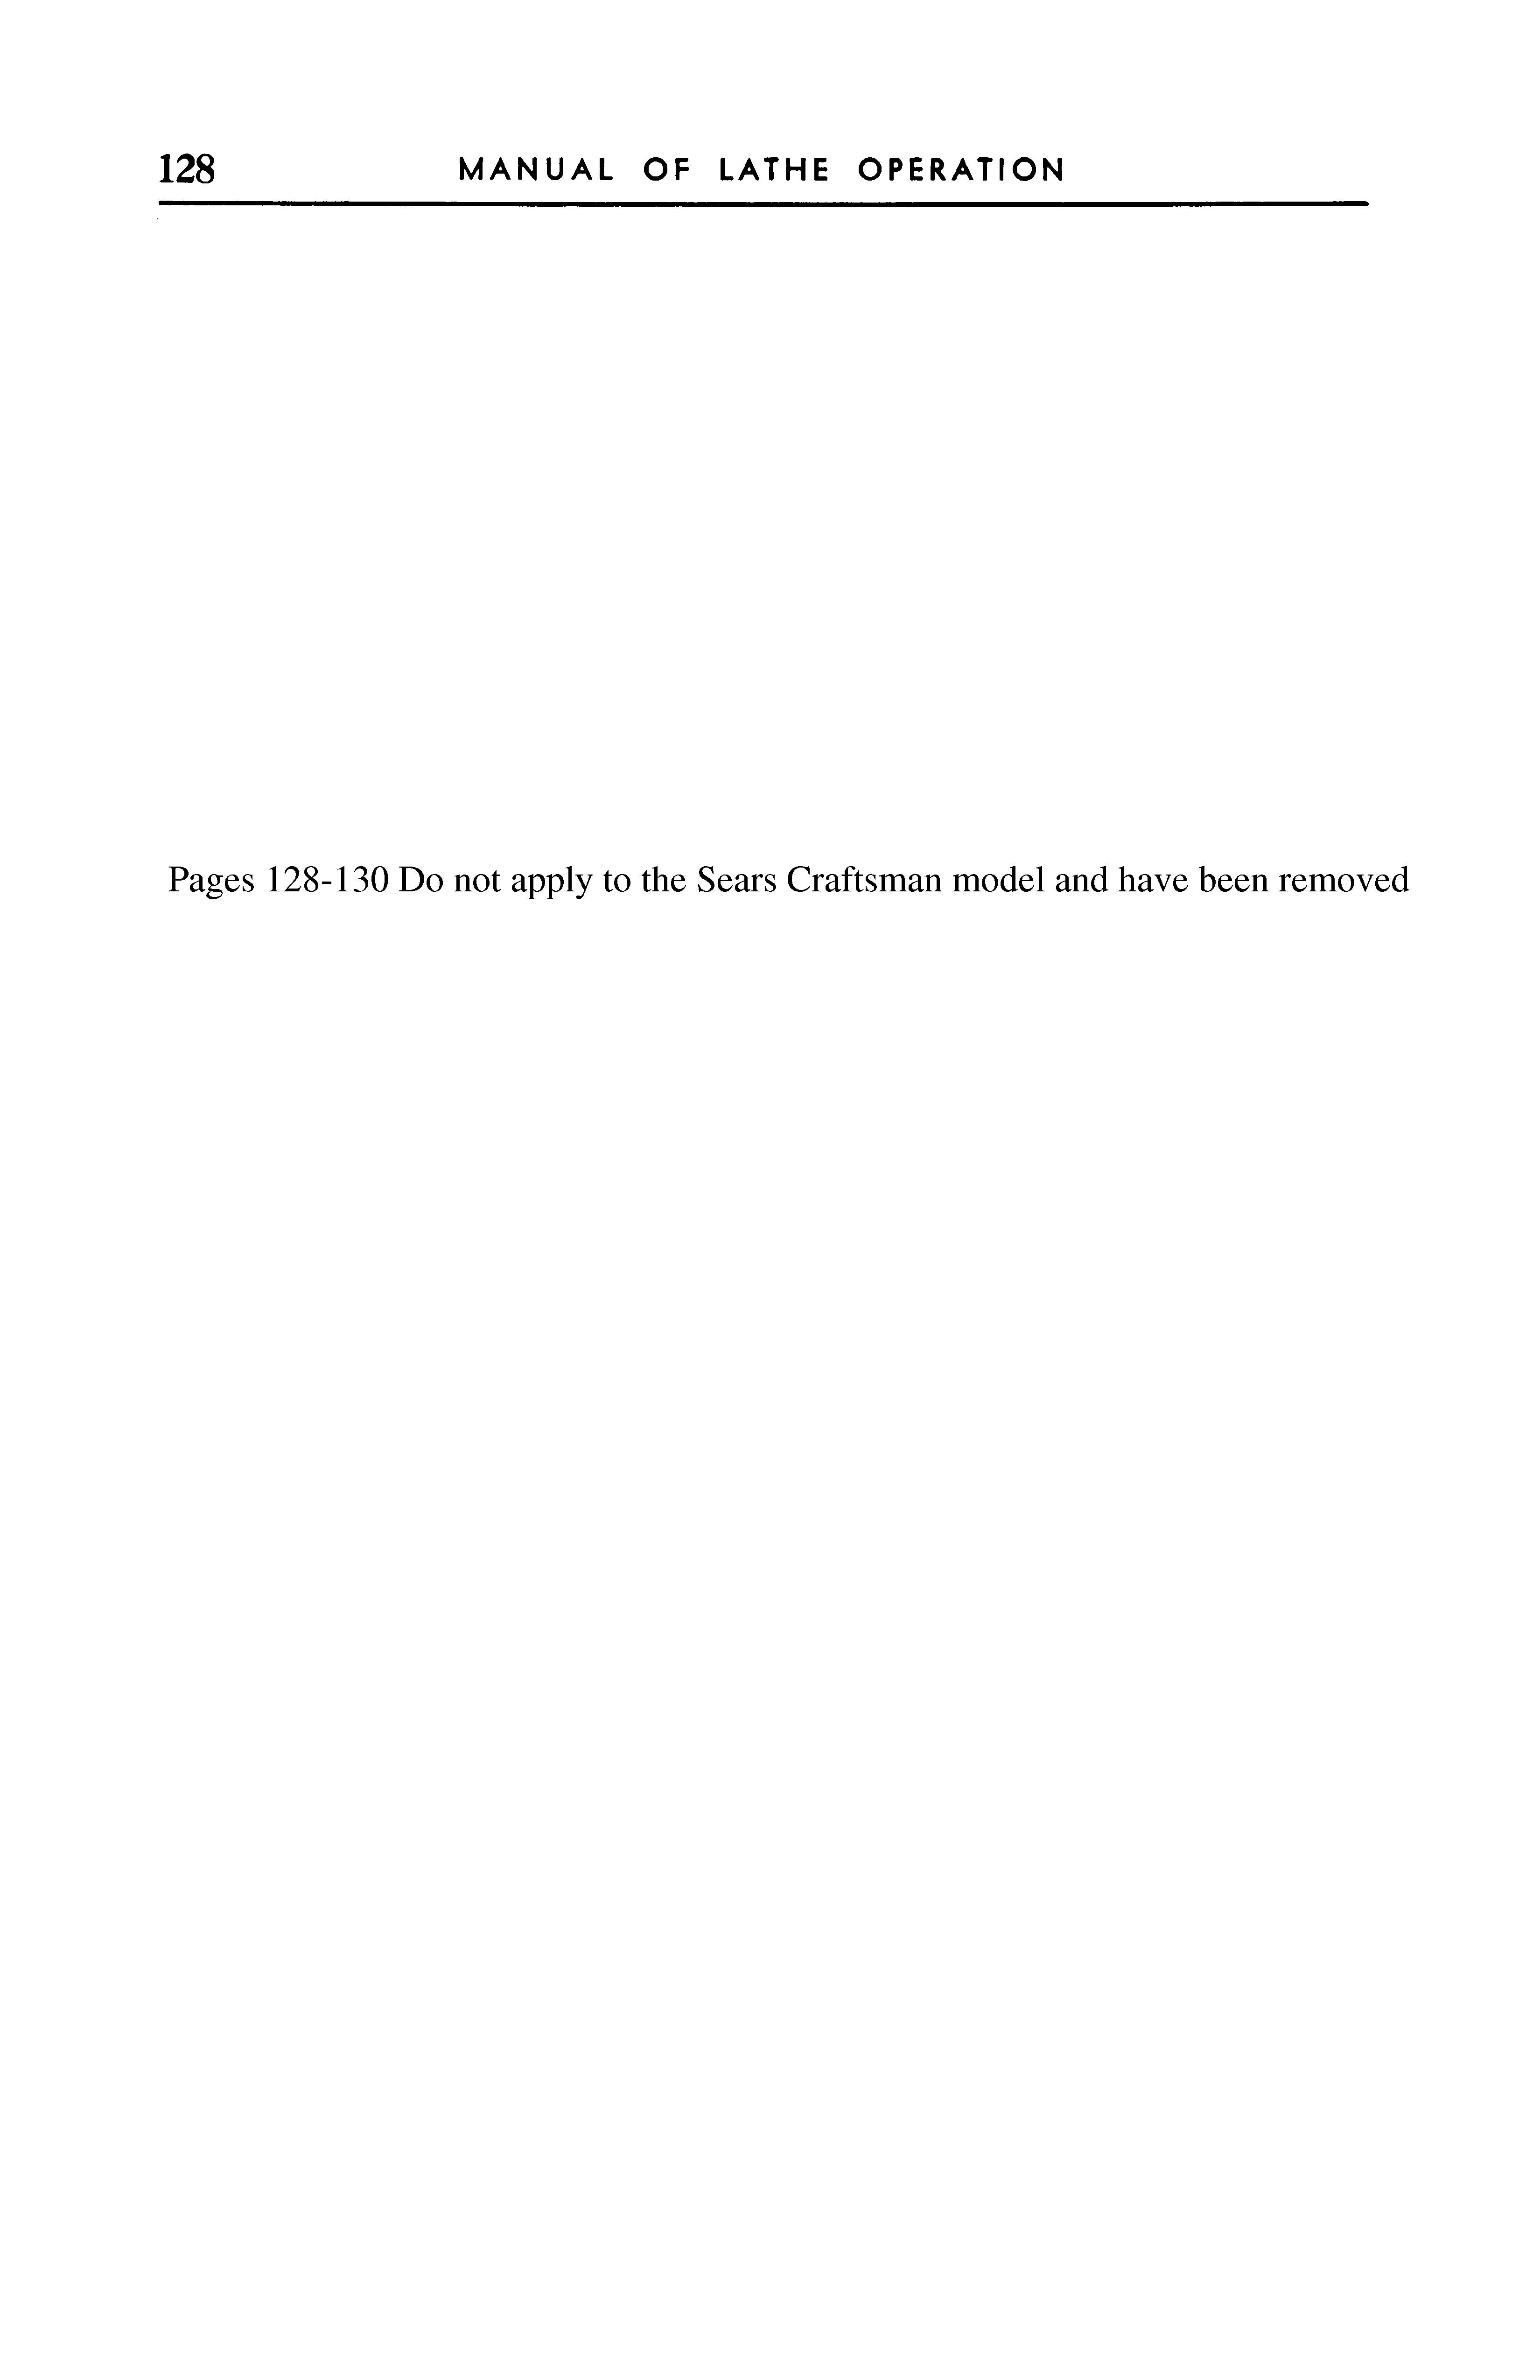 128 MANUAL OF LATHE OPERATION
Pages 128-130 Do not apply to the Sears Craftsman model and have been removed